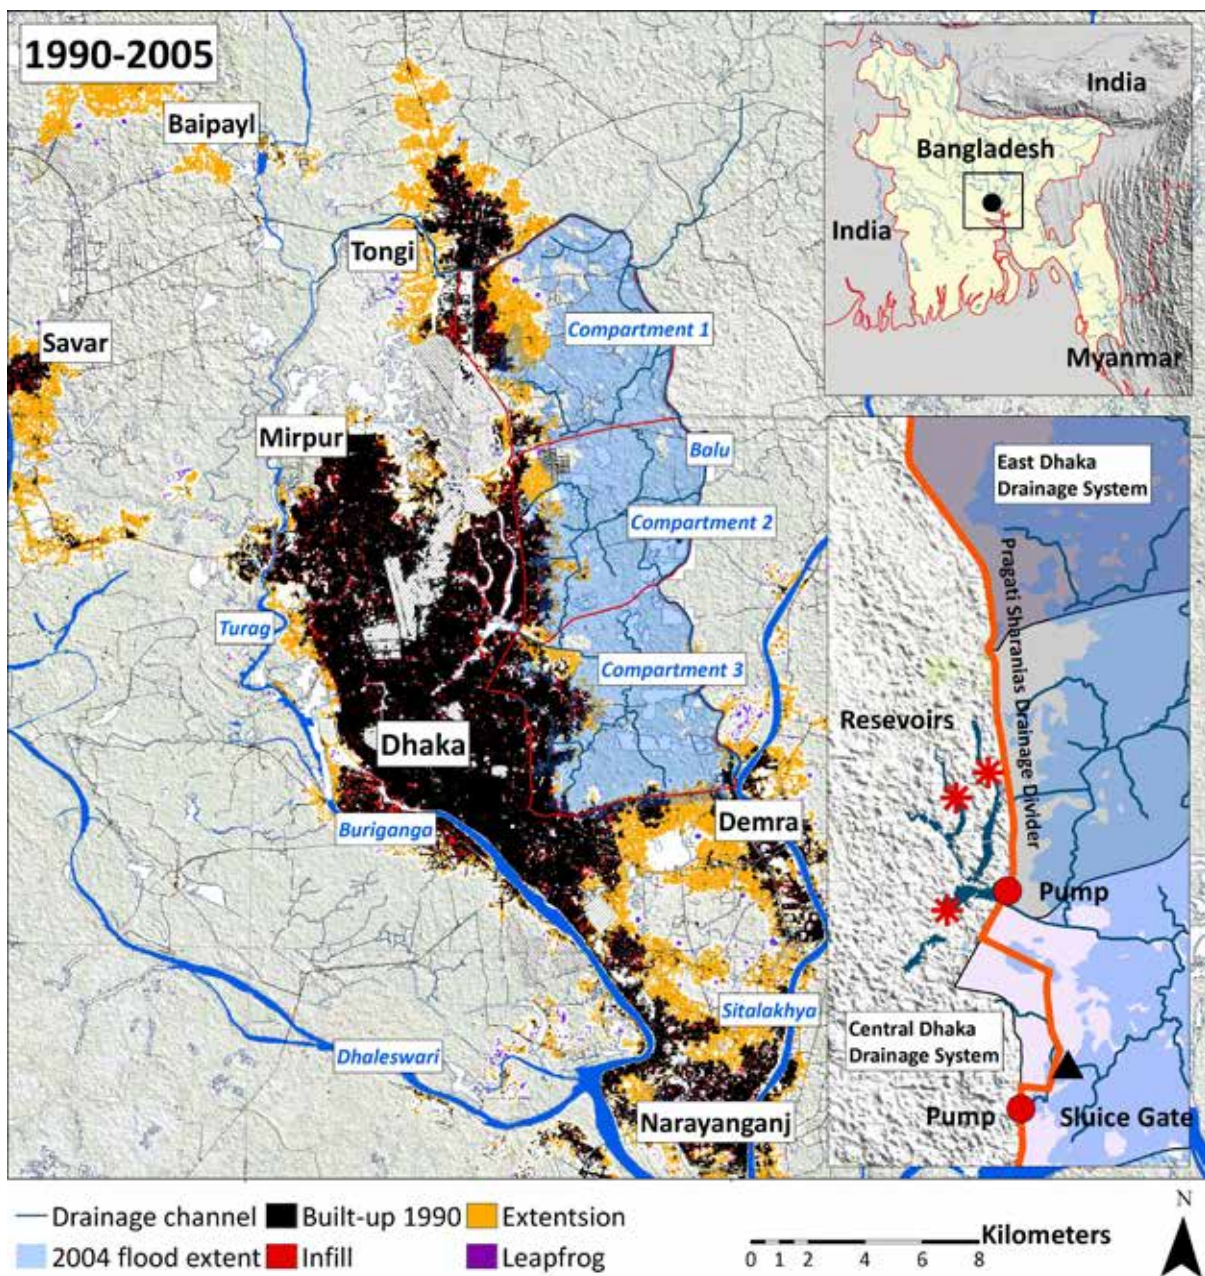 1990-2005
Baipayl
Tongi
Savar
Mirpur
Compartment 1
Balu
Compartment 2
Turag
Compartment 3
Dhaka
Buriganga
Demra
Sitalakhya
Dhaleswari
Narayanganj
India
Bangladesh
India
Myanmar
East Dhaka
Drainage System
Pragati Sharanias Drainage Divider
Resevoirs
Pump
Central Dhaka
Drainage System
Pump
Sluice Gate
Drainage channel
Built-up 1990
Extentsion
2004 flood extent
Infill
Leapfrog
Kilometers
0 1 2 4 6 8
N